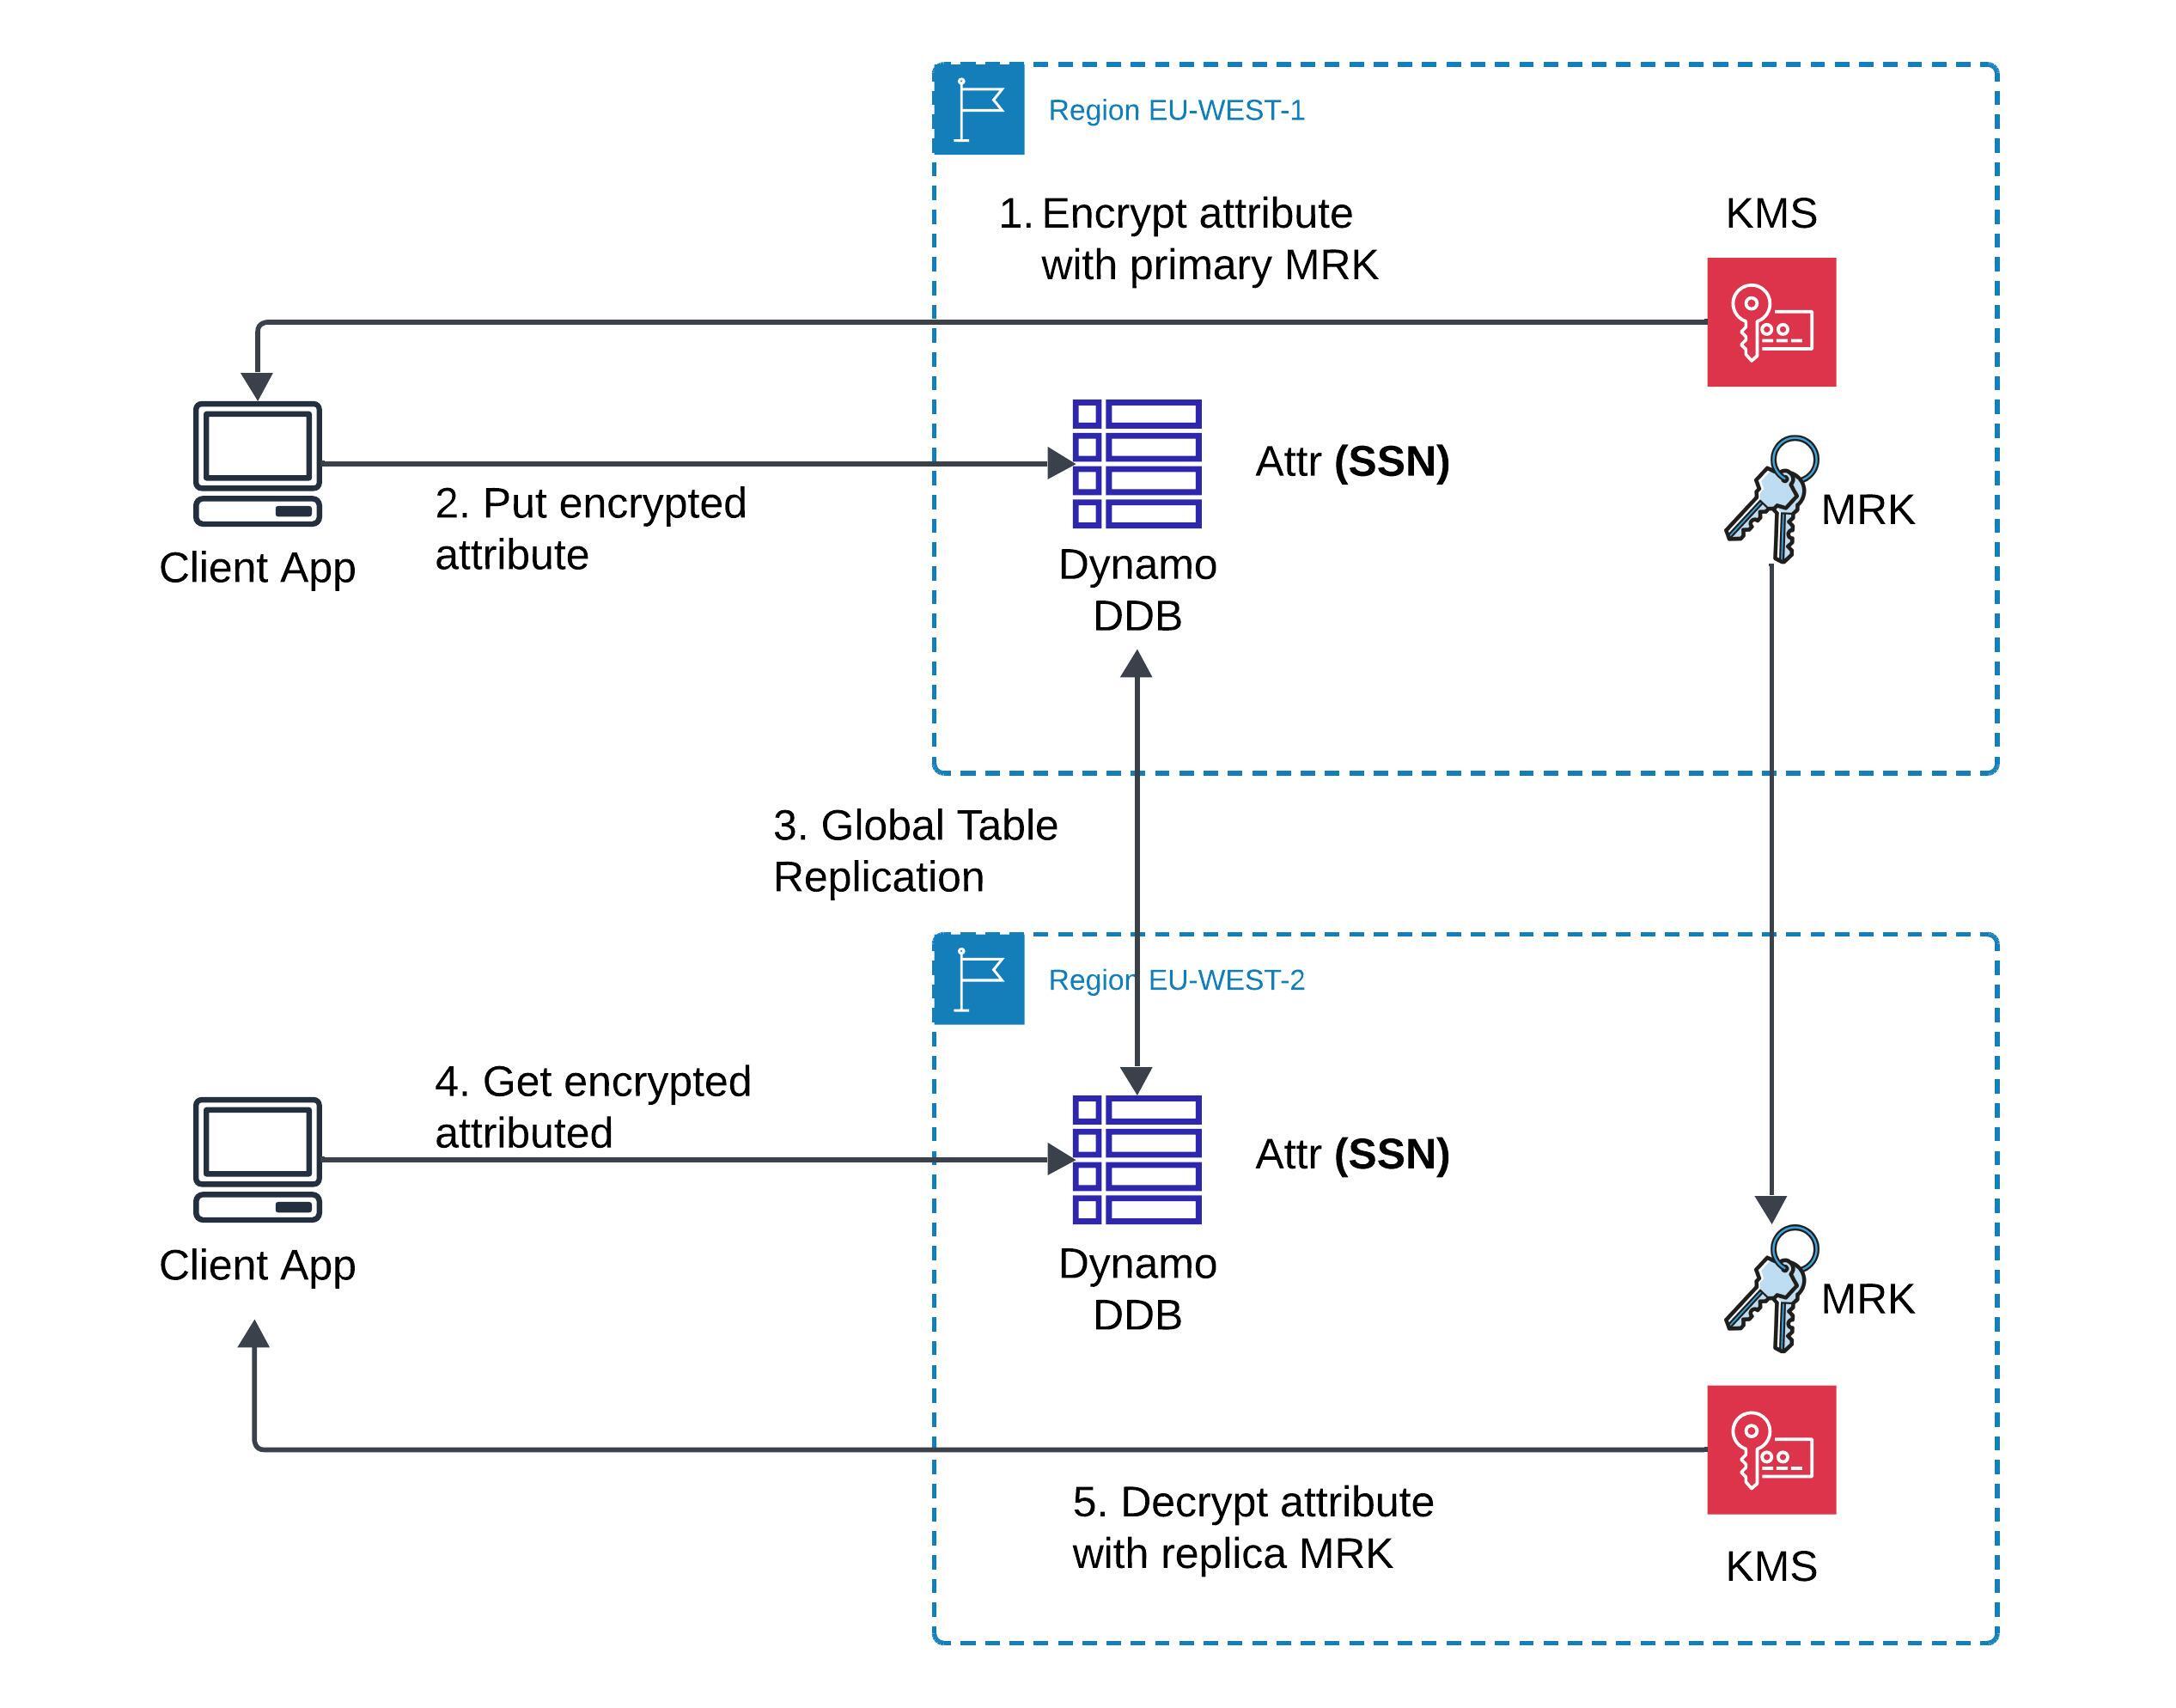 Region EU-WEST-1
1. Encrypt attribute
with primary MRK
KMS
Attr (SSN)
MRK
2. Put encrypted
attribute
Client App
Dynamo
DDB
3. Global Table
Replication
Region EU-WEST-2
4. Get encrypted
attributed
Attr (SSN)
Client App
Dynamo
DDB
MRK
5. Decrypt attribute
with replica MRK
KMS